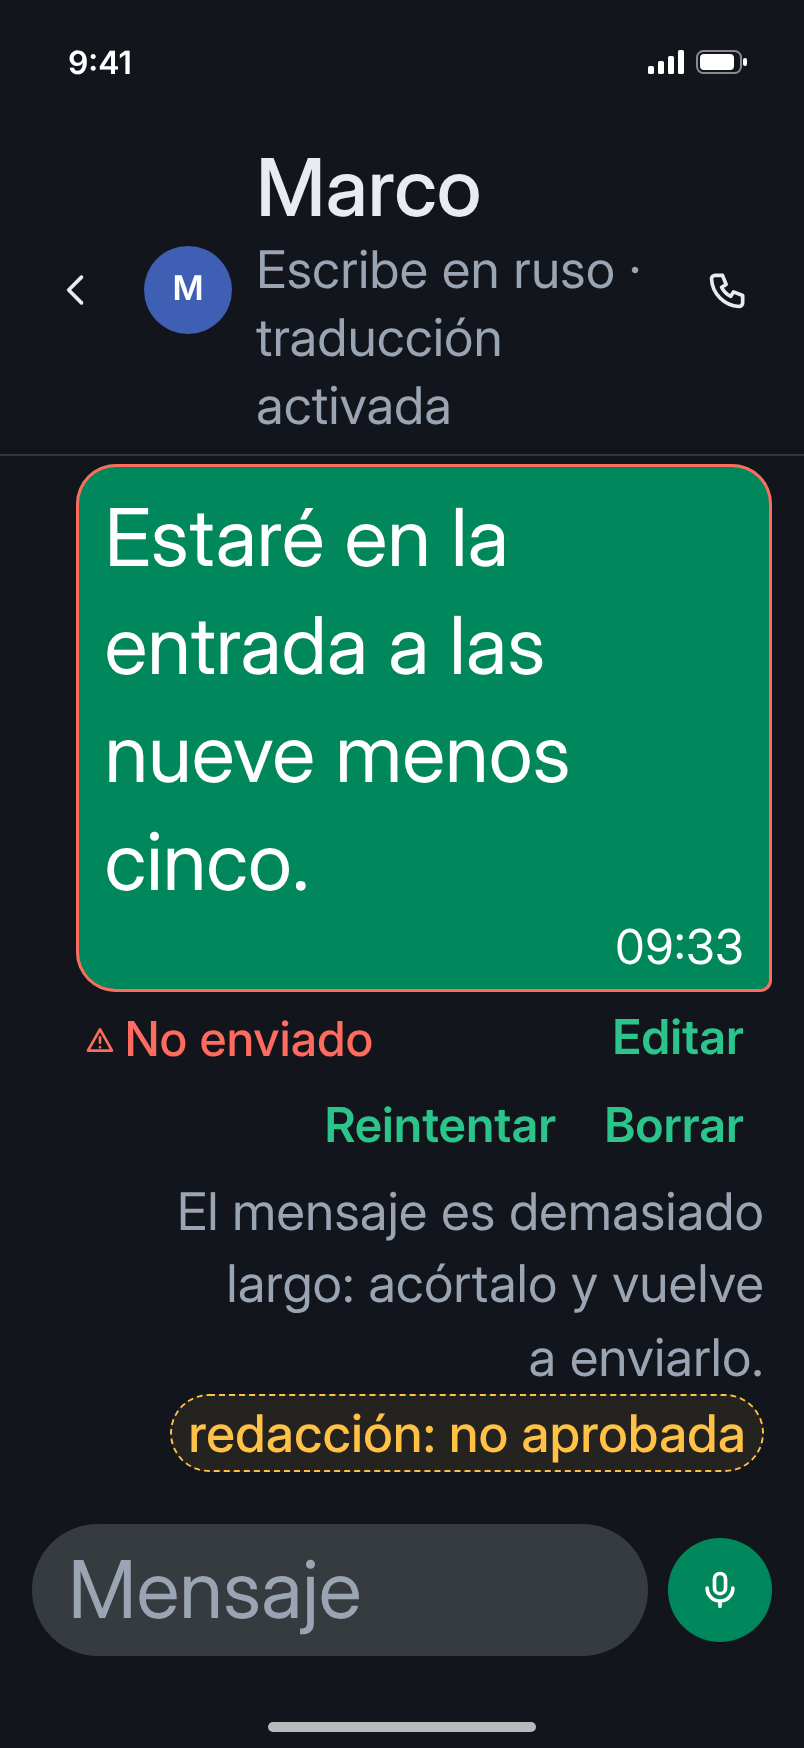 9:41
Marco
M
Escribe en ruso ·
traducción
activada
Estaré en la
entrada a las
nueve menos
cinco.
09:33
No enviado
Editar
Reintentar Borrar
El mensaje es demasiado
largo: acórtalo y vuelve
a enviarlo.
redacción: no aprobada
Mensaje